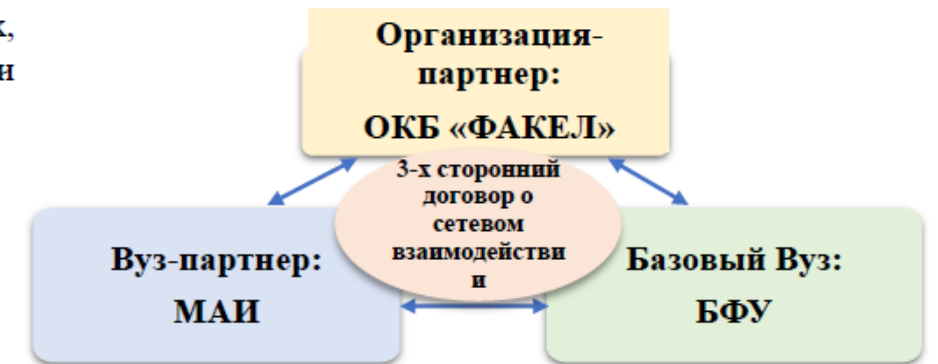 х,
и
Организация-
партнер:
ОКБ «ФАКЕЛ»
3-х сторонний
договор о
сетевом
взаимодействи
и
Вуз-партнер:
МАИ
Базовый Вуз:
БФУ